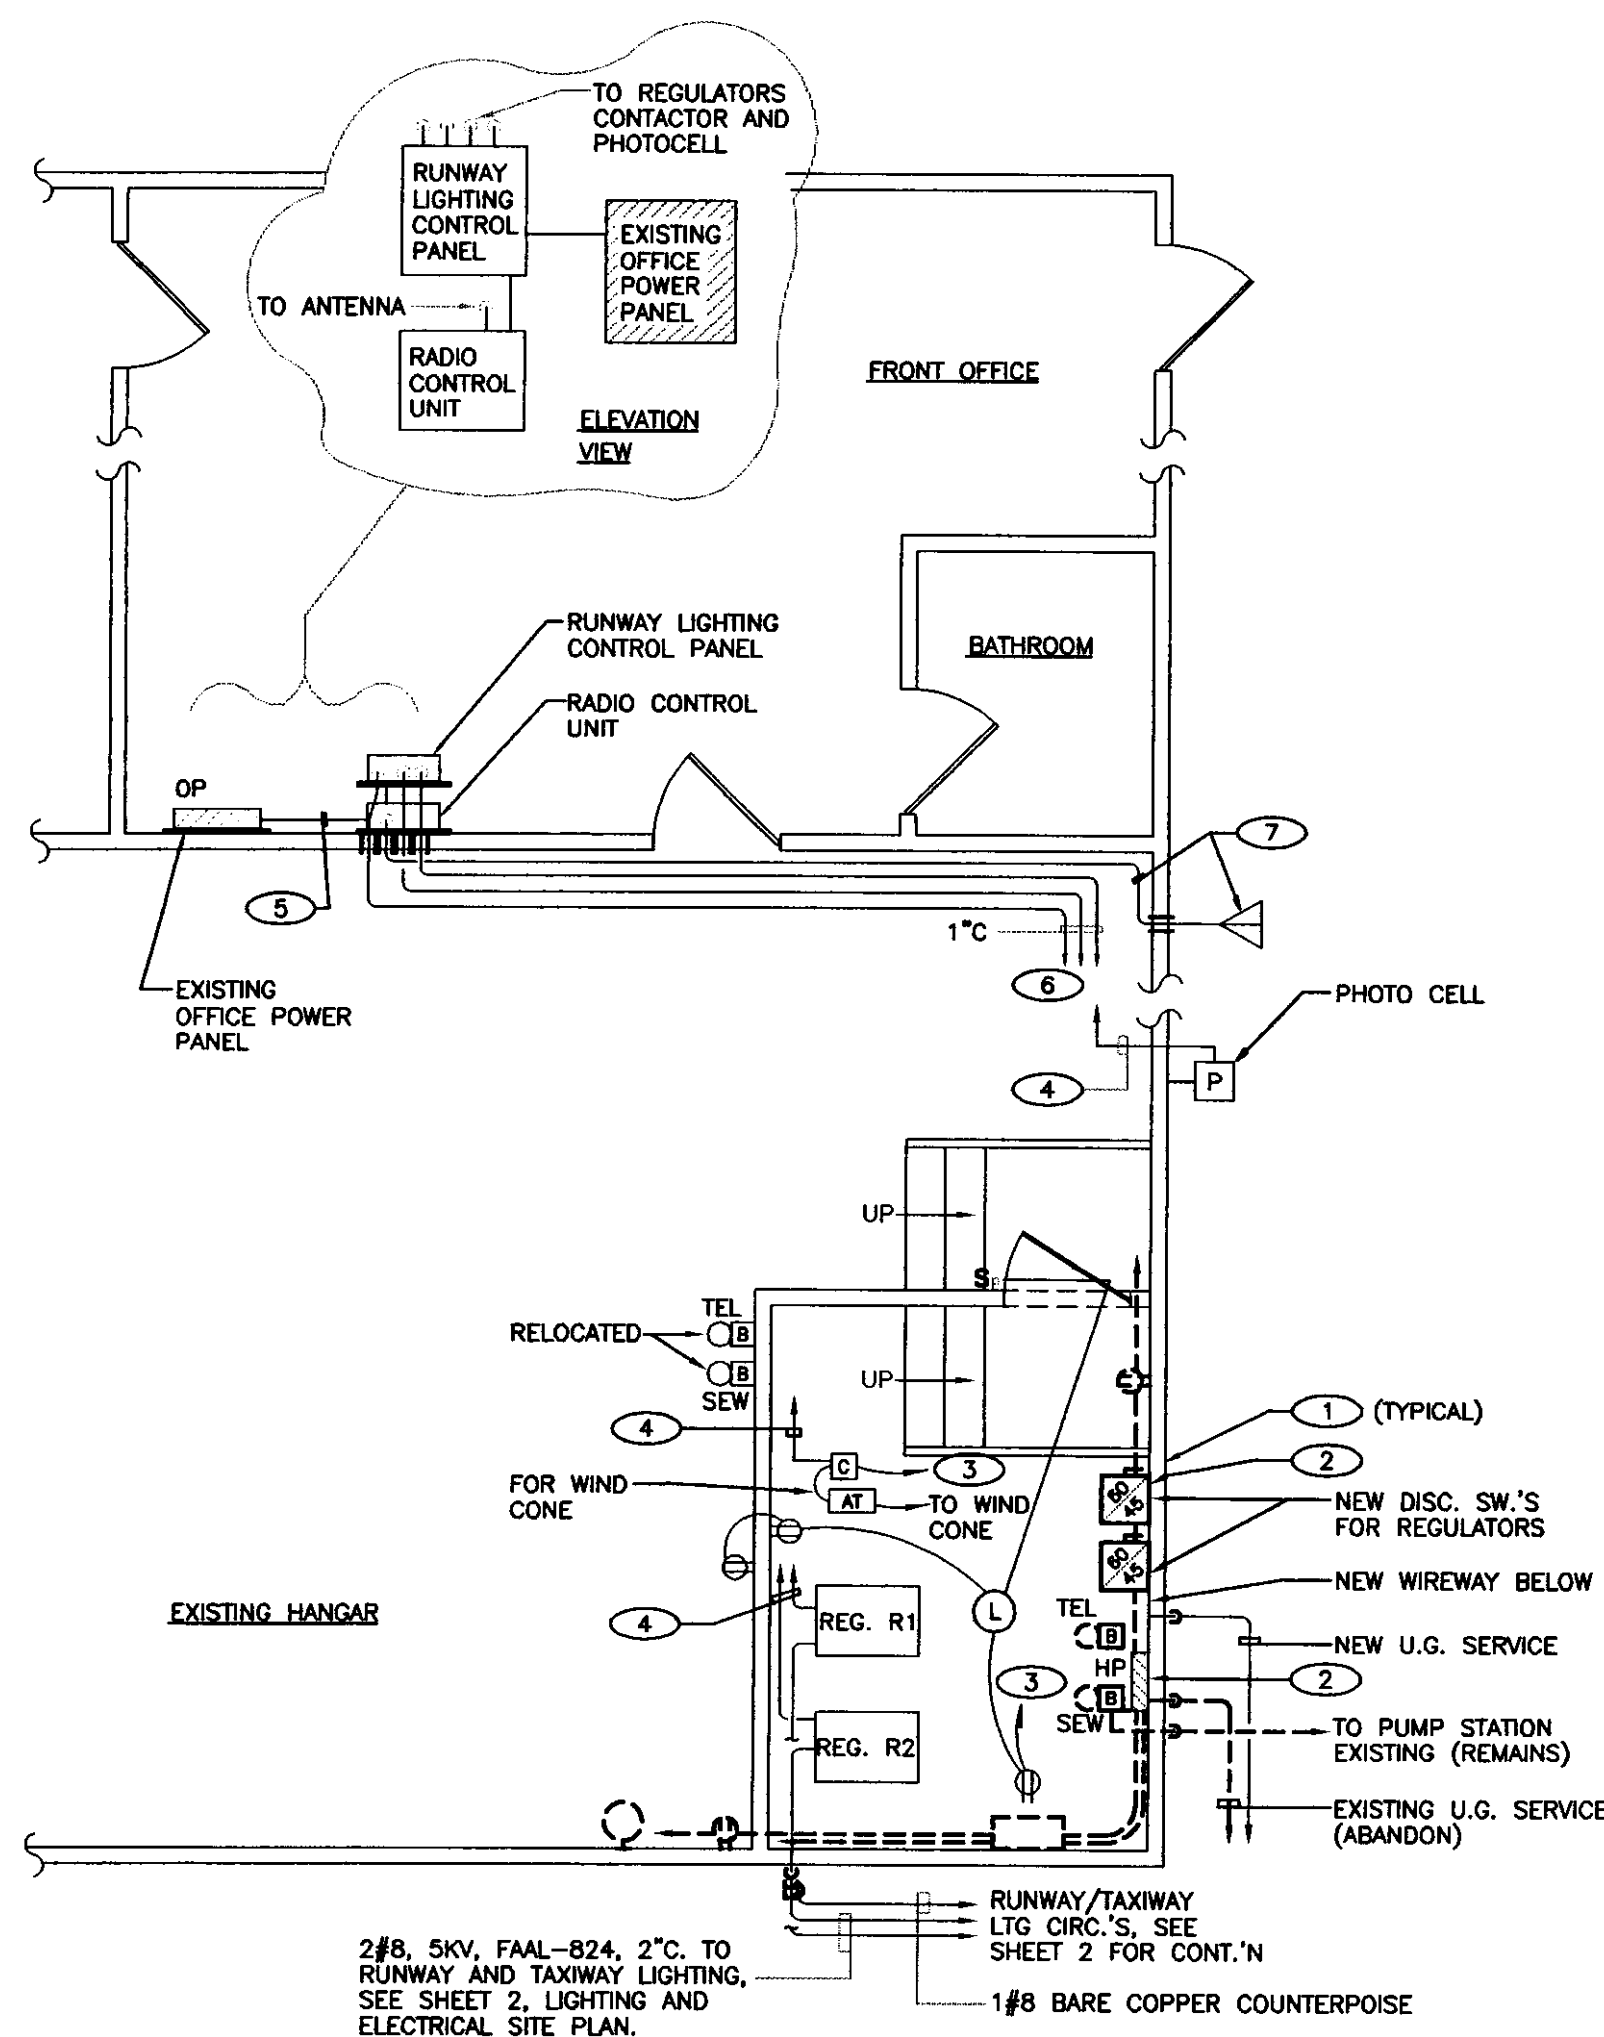 TO REGULATORS
CONTACTOR AND
PHOTOCELL
RUNWAY
LIGHTING
CONTROL
PANEL
EXISTING
OFFICE
POWER
PANEL
TO ANTENNA
RADIO
CONTROL
UNIT
ELEVATION
VIEW
FRONT OFFICE
RUNWAY LIGHTING
CONTROL PANEL
BATHROOM
RADIO CONTROL
UNIT
OP
7
5
1"C
6
EXISTING
OFFICE POWER
PANEL
PHOTO CELL
4
P
UP
S
TEL
RELOCATED
B
B
SEW
UP
4
1 (TYPICAL)
2
C
3
FOR WIND
CONE
AT
TO WIND
CONE
60
45
NEW DISC. SW.'S
FOR REGULATORS
60
45
NEW WIREWAY BELOW
EXISTING HANGAR
4
REG. R1
L
TEL
B
NEW U.G. SERVICE
HP
3
2
B
SEW
TO PUMP STATION
EXISTING (REMAINS)
REG. R2
EXISTING U.G. SERVICE
(ABANDON)
RUNWAY/TAXIWAY
LTG CIRC.'S, SEE
SHEET 2 FOR CONT.'N
2#8, 5KV, FAAL-824, 2"C. TO
RUNWAY AND TAXIWAY LIGHTING,
SEE SHEET 2, LIGHTING AND
ELECTRICAL SITE PLAN.
1#8 BARE COPPER COUNTERPOISE